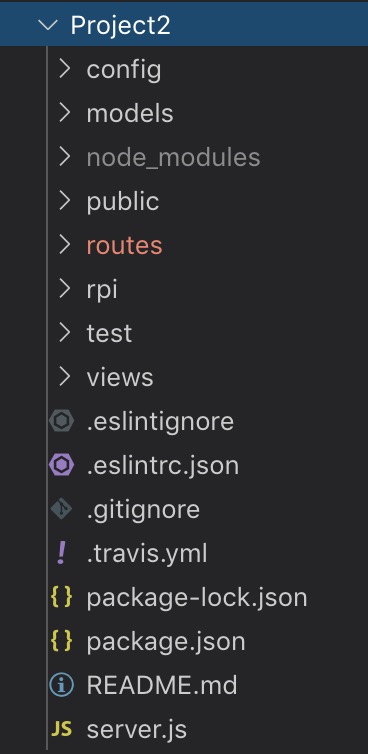 Project2
config
models
node_modules
public
routes
rpi
test
views
.eslintignore
.eslintrc.json
.gitignore
! .travis.yml
{} package-lock.json
{} package.json
README.md
JS server.js